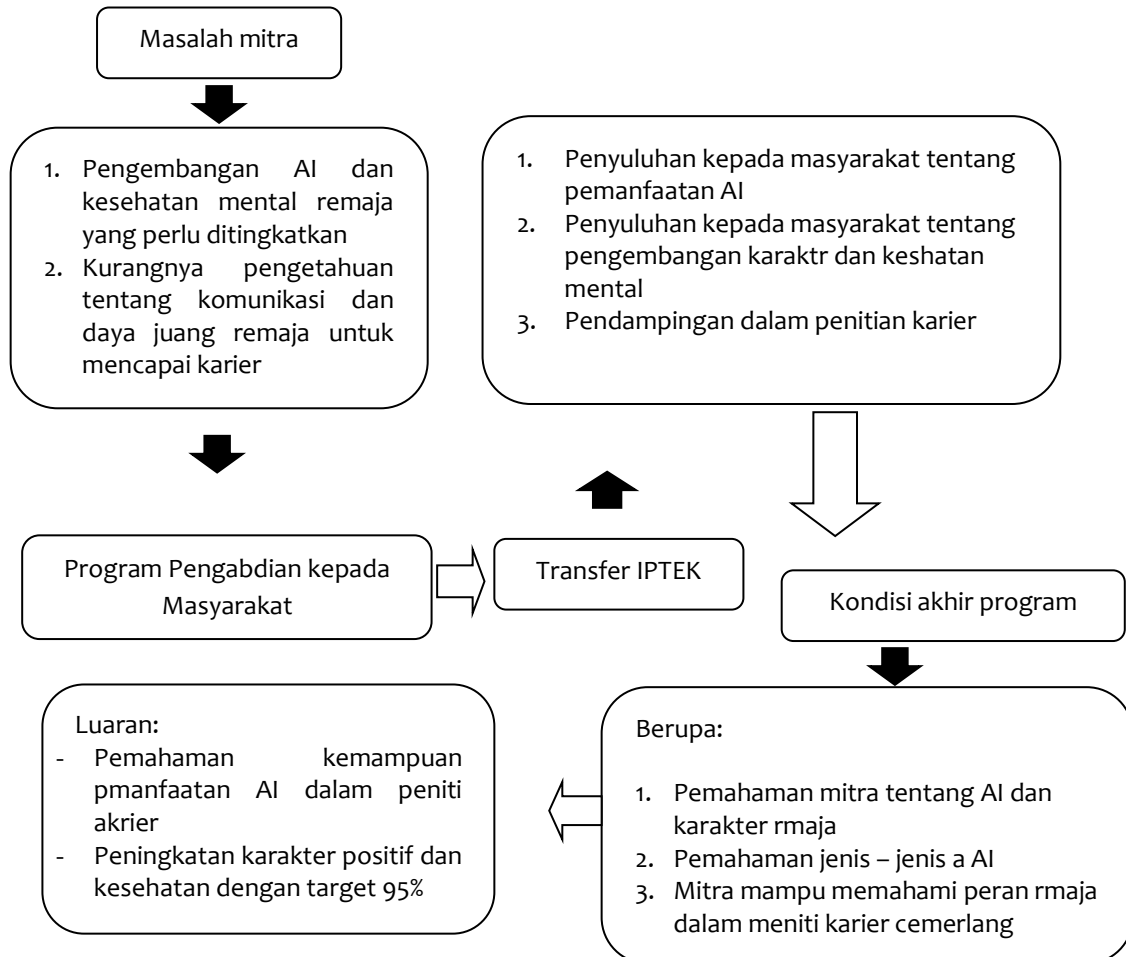 Masalah mitra
1. Pengembangan AI dan
kesehatan mental remaja
yang perlu ditingkatkan
2. Kurangnya pengetahuan
tentang komunikasi dan
daya juang remaja untuk
mencapai karier
1. Penyuluhan kepada masyarakat tentang
pemanfaatan AI
2. Penyuluhan kepada masyarakat tentang
pengembangan karaktr dan keshatan
mental
3. Pendampingan dalam penitian karier
Program Pengabdian kepada
Masyarakat
Transfer IPTEK
Kondisi akhir program
Luaran:
- Pemahaman kemampuan
pmanfaatan AI dalam peniti
akrier
- Peningkatan karakter positif dan
kesehatan dengan target 95%
Berupa:
1. Pemahaman mitra tentang AI dan
karakter rmaja
2. Pemahaman jenis – jenis a AI
3. Mitra mampu memahami peran rmaja
dalam meniti karier cemerlang